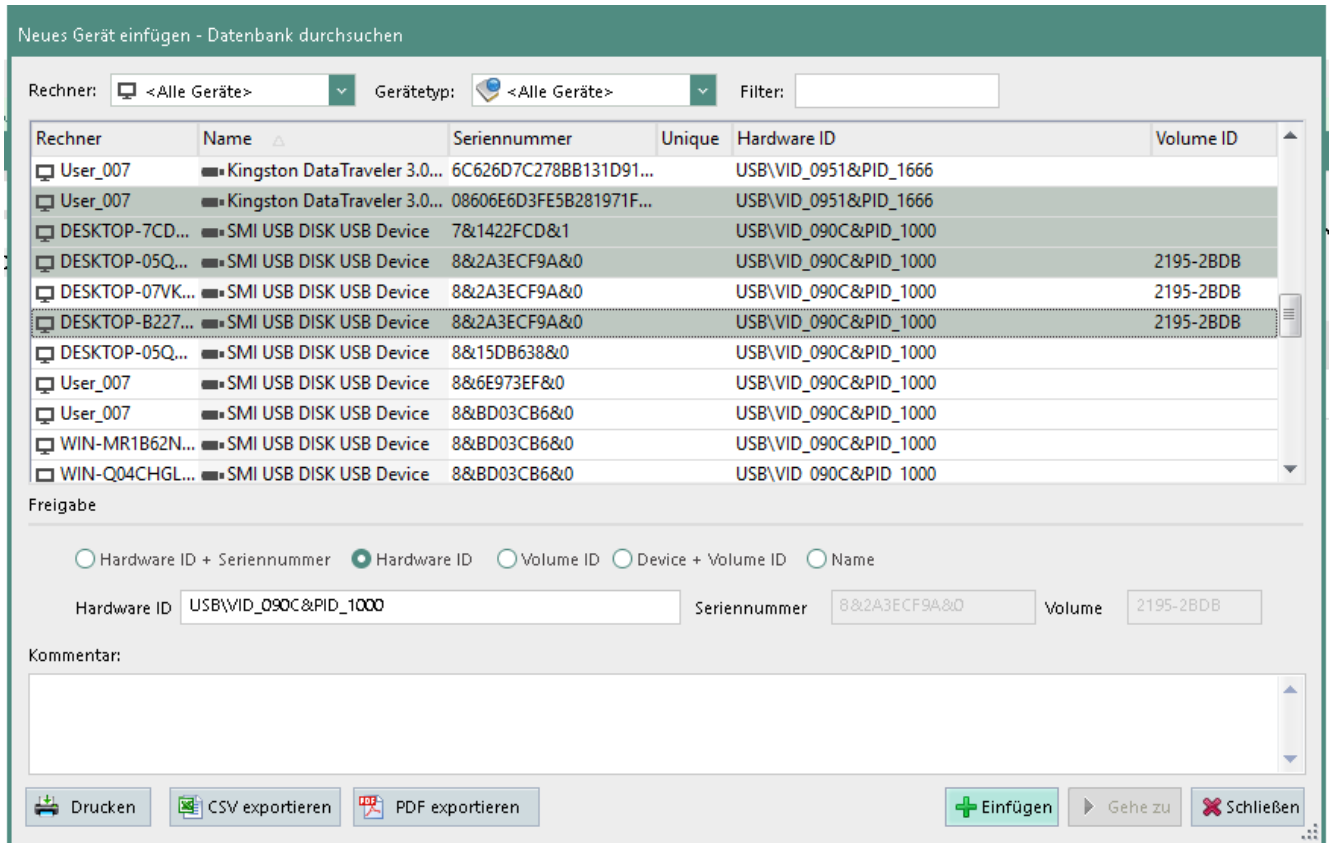 Neues Gerät einfügen - Datenbank durchsuchen
Rechner: <Alle Geräte> Gerätetyp: <Alle Geräte> Filter:
Rechner Name Seriennummer Unique Hardware ID Volume ID
User_007 Kingston DataTraveler 3.0... 6C626D7C278BB131D91... USB\VID_0951&PID_1666
User_007 Kingston DataTraveler 3.0... 08606E6D3FE5B281971F... USB\VID_0951&PID_1666
DESKTOP-7CD... SMI USB DISK USB Device 7&1422FCD&1 USB\VID_090C&PID_1000
DESKTOP-05Q... SMI USB DISK USB Device 8&2A3ECF9A&0 USB\VID_090C&PID_1000 2195-2BDB
DESKTOP-07VK... SMI USB DISK USB Device 8&2A3ECF9A&0 USB\VID_090C&PID_1000 2195-2BDB
DESKTOP-B227... SMI USB DISK USB Device 8&2A3ECF9A&0 USB\VID_090C&PID_1000 2195-2BDB
DESKTOP-05Q... SMI USB DISK USB Device 8&15DB638&0 USB\VID_090C&PID_1000
User_007 SMI USB DISK USB Device 8&6E973EF&0 USB\VID_090C&PID_1000
User_007 SMI USB DISK USB Device 8&BD03CB6&0 USB\VID_090C&PID_1000
WIN-MR1B62N... SMI USB DISK USB Device 8&BD03CB6&0 USB\VID_090C&PID_1000
WIN-Q04CHGL... SMI USB DISK USB Device 8&BD03CB6&0 USB\VID_090C&PID_1000
Freigabe
Hardware ID + Seriennummer Hardware ID Volume ID Device + Volume ID Name
Hardware ID USB\VID_090C&PID_1000 Seriennummer 8&2A3ECF9A&0 Volume 2195-2BDB
Kommentar:
Drucken CSV exportieren PDF exportieren Einfügen Gehe zu Schließen